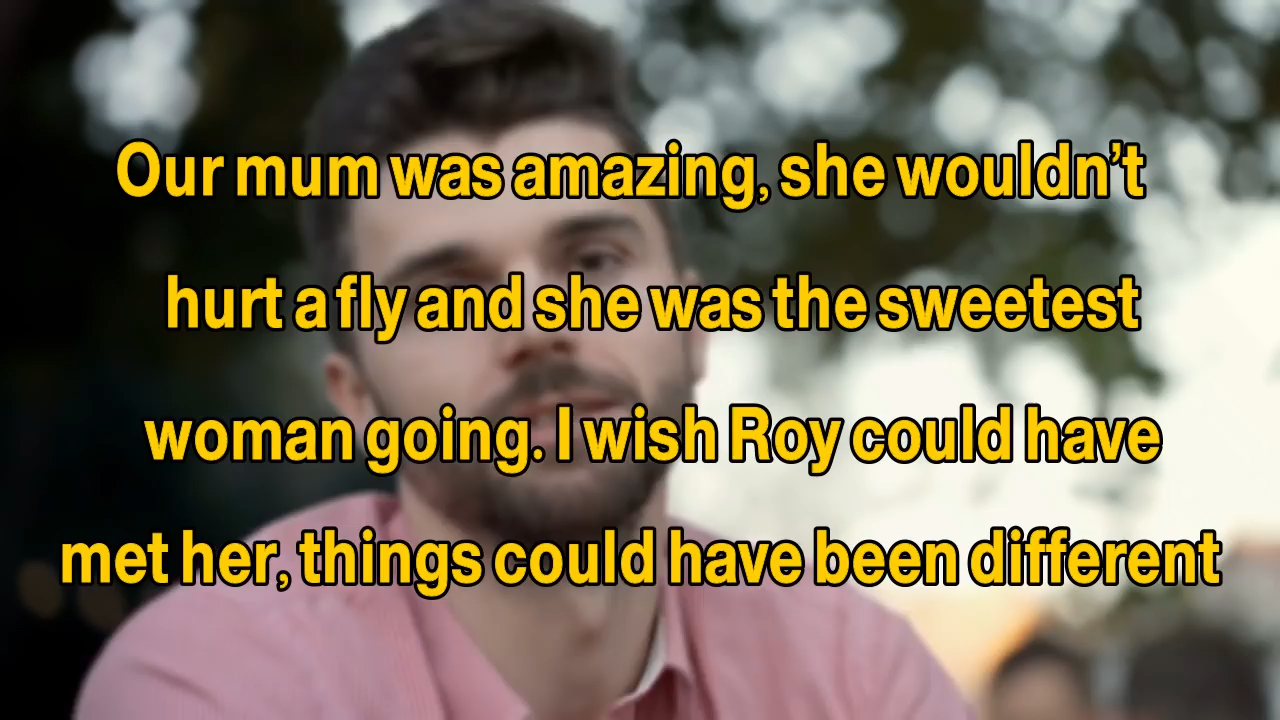 Our mum was amazing, she wouldn’t
hurt a fly and she was the sweetest
woman going. I wish Roy could have
met her, things could have been different